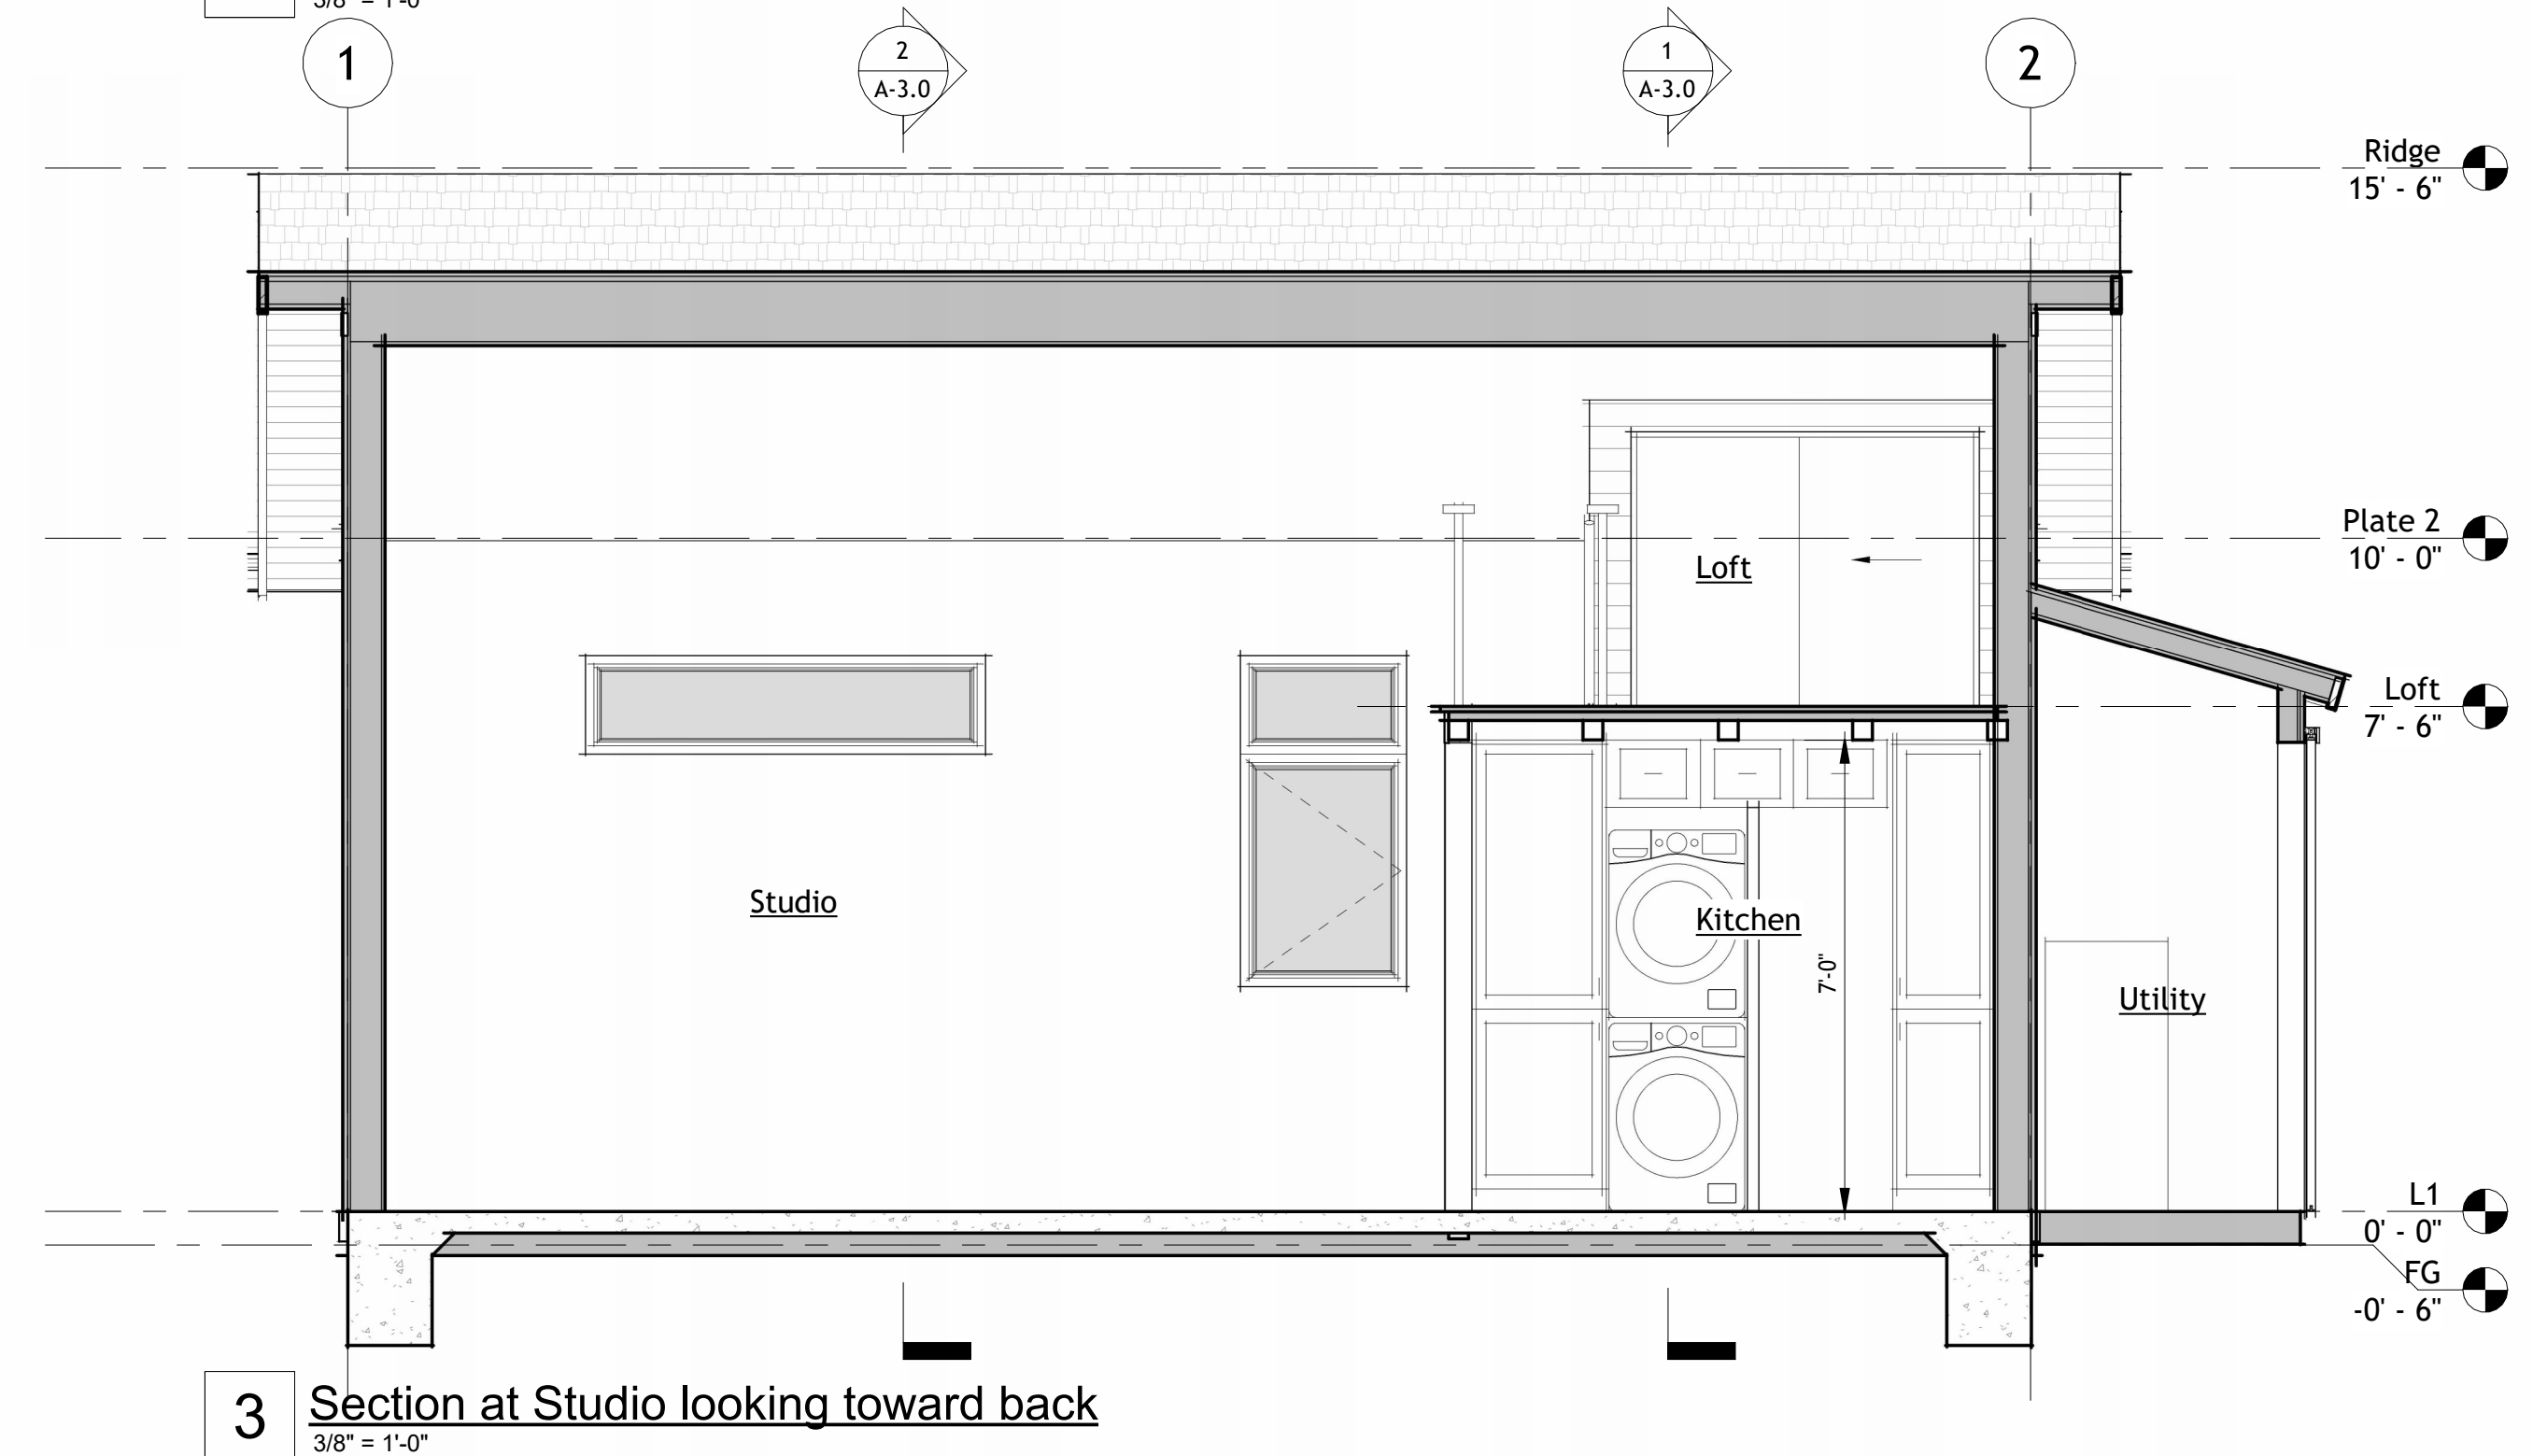 3/8" = 1'-0"
1
2
A-3.0
1
A-3.0
2
Ridge
15' - 6"
Plate 2
10' - 0"
Loft
Loft
7' - 6"
Studio
Kitchen
7'-0"
Utility
L1
0' - 0"
FG
-0' - 6"
3
Section at Studio looking toward back
3/8" = 1'-0"